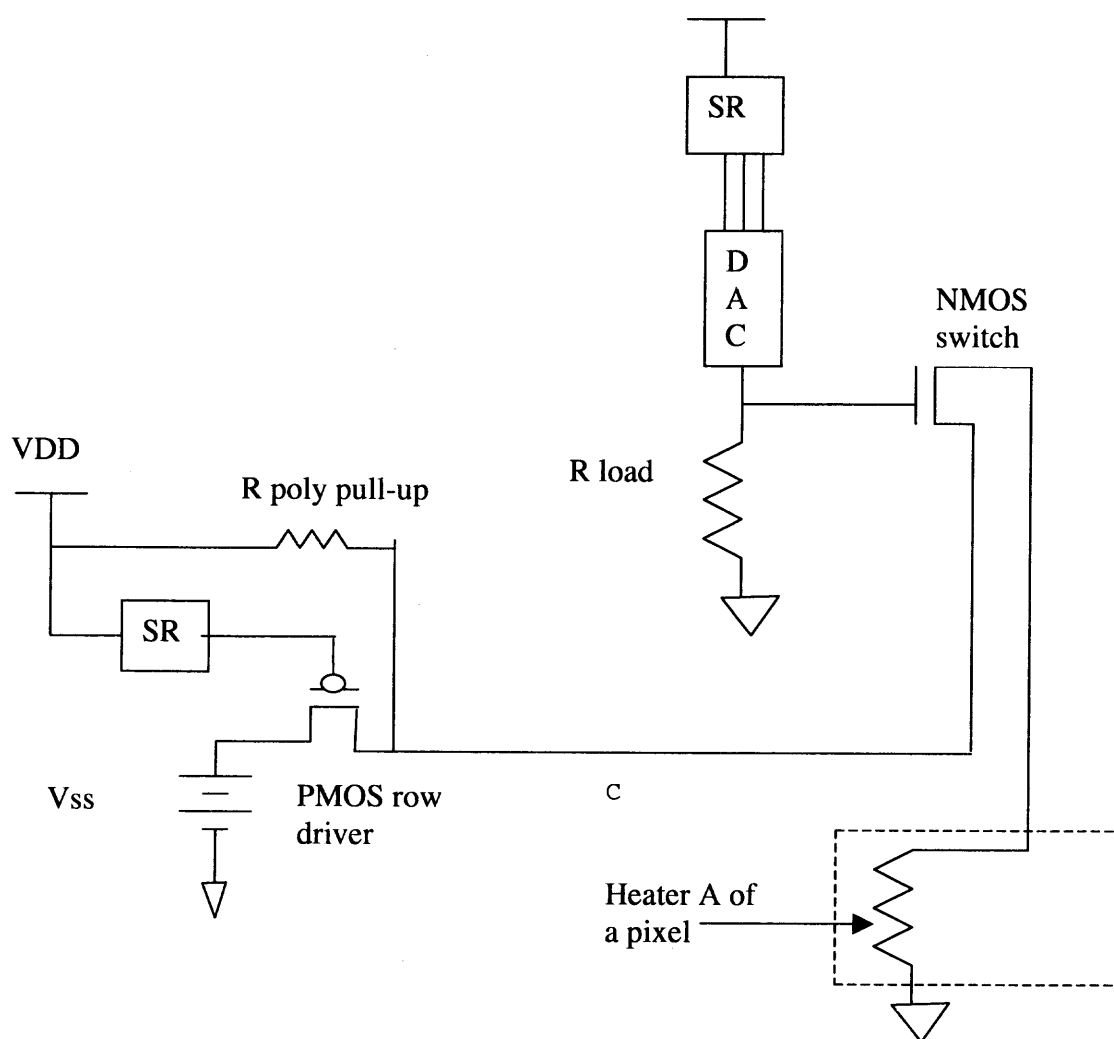 SR
D
A
C
NMOS
switch
R load
VDD
R poly pull-up
SR
Vss
PMOS row
driver
C
Heater A of
a pixel